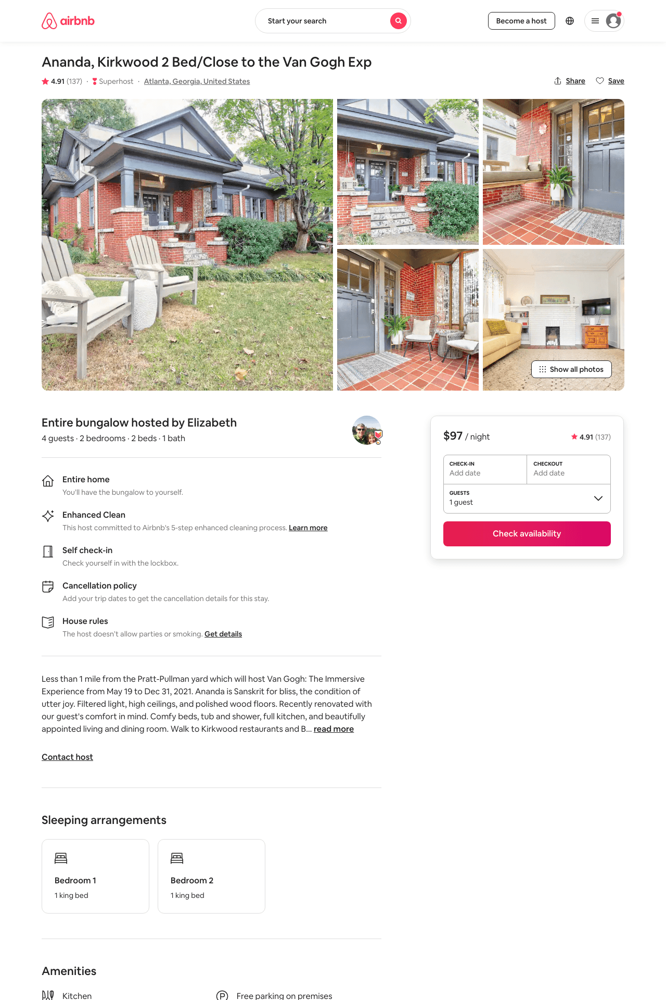 airbnb
Start your search
Become a host
Ananda, Kirkwood 2 Bed/Close to the Van Gogh Exp
4.91 (137) · Superhost · Atlanta, Georgia, United States
Share
Save
93
Show all photos
Entire bungalow hosted by Elizabeth
4 guests · 2 bedrooms · 2 beds · 1 bath
$97 / night
4.91 (137)
CHECK-IN
Add date
CHECKOUT
Add date
GUESTS
1 guest
Check availability
Entire home
You’ll have the bungalow to yourself.
Enhanced Clean
This host committed to Airbnb's 5-step enhanced cleaning process. Learn more
Self check-in
Check yourself in with the lockbox.
Cancellation policy
Add your trip dates to get the cancellation details for this stay.
House rules
The host doesn’t allow parties or smoking. Get details
Less than 1 mile from the Pratt-Pullman yard which will host Van Gogh: The Immersive
Experience from May 19 to Dec 31, 2021. Ananda is Sanskrit for bliss, the condition of
utter joy. Filtered light, high ceilings, and polished wood floors. Recently renovated with
our guest's comfort in mind. Comfy beds, tub and shower, full kitchen, and beautifully
appointed living and dining room. Walk to Kirkwood restaurants and B... read more
Contact host
Sleeping arrangements
Bedroom 1
1 king bed
Bedroom 2
1 king bed
Amenities
Kitchen
Free parking on premises